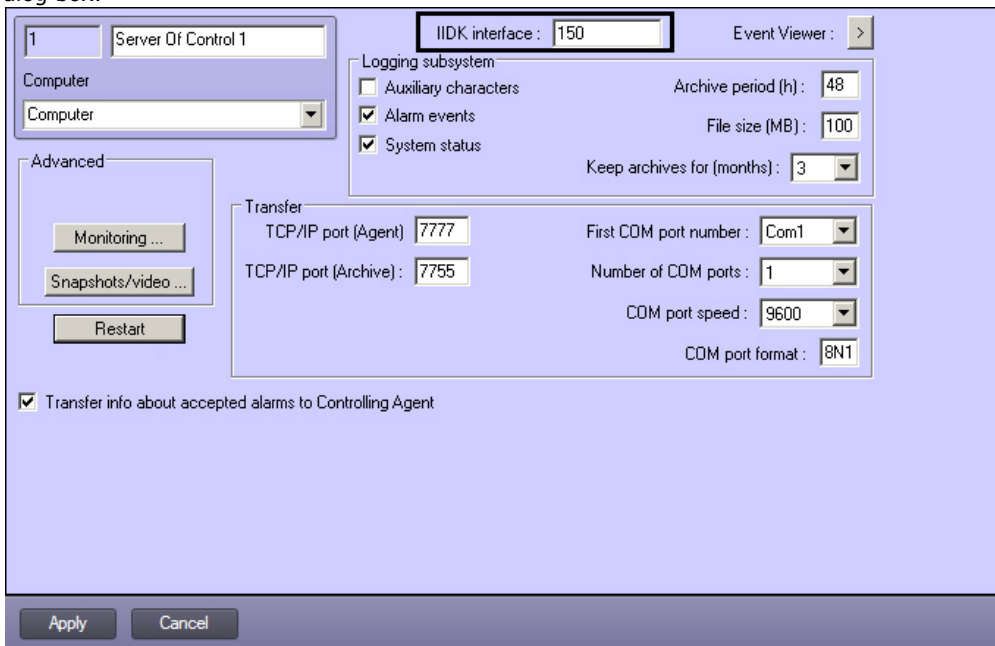 alog box.
1 Server Of Control 1
IIDK interface : 150
Event Viewer : >
Computer
Computer
Logging subsystem
Auxiliary characters
Alarm events
System status
Archive period (h) : 48
File size (MB) : 100
Keep archives for (months) : 3
Advanced
Monitoring ...
Snapshots/video ...
Restart
Transfer
TCP/IP port (Agent) 7777
TCP/IP port (Archive) : 7755
First COM port number : Com1
Number of COM ports : 1
COM port speed : 9600
COM port format : 8N1
Transfer info about accepted alarms to Controlling Agent
Apply Cancel